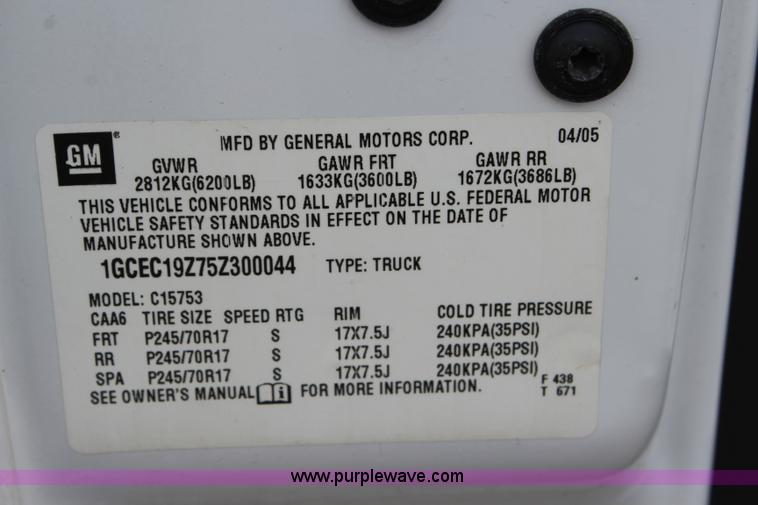 GM ® MFD BY GENERAL MOTORS CORP. 04/05
GVWR GAWR FRT GAWR RR
2812KG(6200LB) 1633KG(3600LB) 1672KG(3686LB)
THIS VEHICLE CONFORMS TO ALL APPLICABLE U.S. FEDERAL MOTOR
VEHICLE SAFETY STANDARDS IN EFFECT ON THE DATE OF
MANUFACTURE SHOWN ABOVE.
1GCEC19Z75Z300044 TYPE: TRUCK
MODEL: C15753
CAA6 TIRE SIZE SPEED RTG RIM COLD TIRE PRESSURE
FRT P245/70R17 S 17X7.5J 240KPA(35PSI)
RR P245/70R17 S 17X7.5J 240KPA(35PSI)
SPA P245/70R17 S 17X7.5J 240KPA(35PSI)
SEE OWNER'S MANUAL i FOR MORE INFORMATION.
F 438
T 671
www.purplewave.com